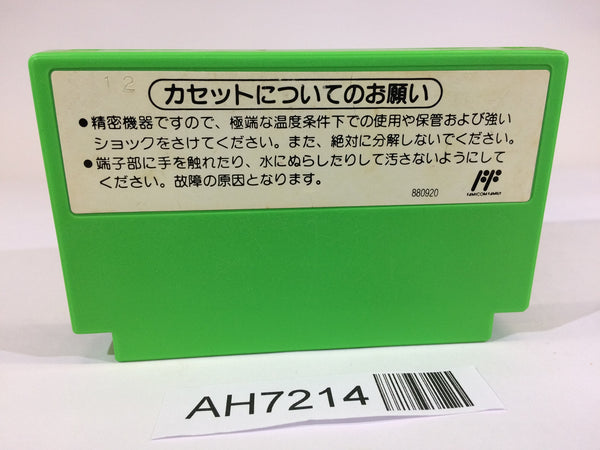 12
カセットについてのお願い
●精密機器ですので、極端な温度条件下での使用や保管および強い
ショックをさけてください。また、絶対に分解しないでください。
●端子部に手を触れたり、水にぬらしたりして汚さないようにして
ください。故障の原因となります。
880920
FAMICOM FAMILY
AH7214